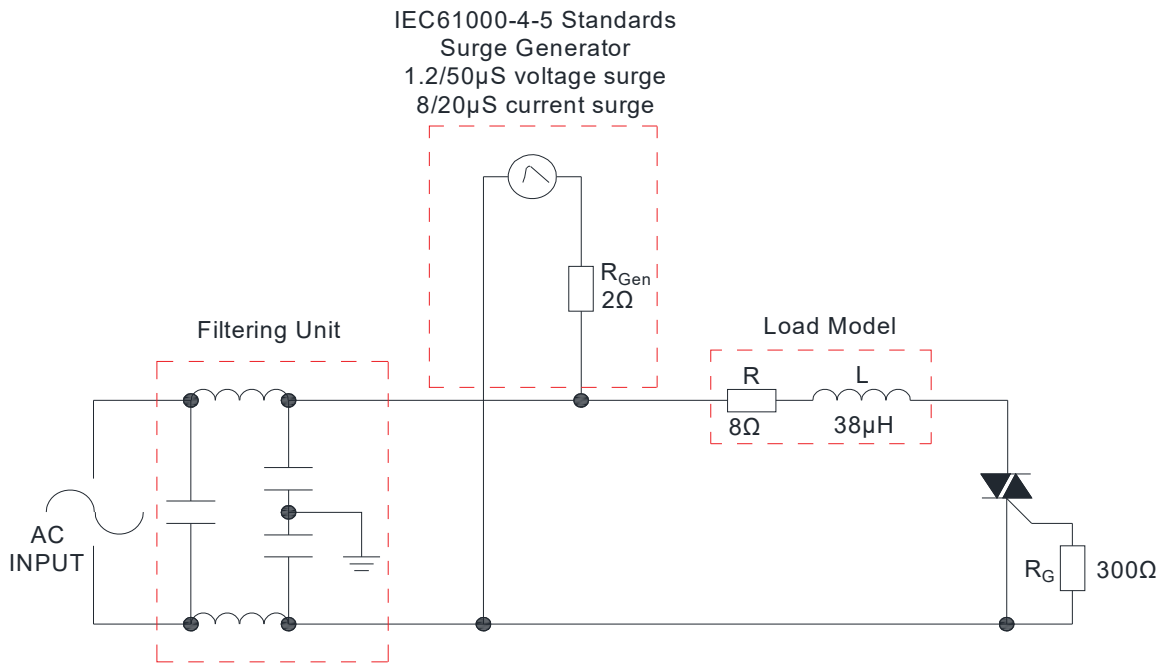 IEC61000-4-5 Standards
Surge Generator
1.2/50μS voltage surge
8/20μS current surge
RGen
2Ω
Filtering Unit
Load Model
R
L
8Ω
38μH
AC
INPUT
RG
300Ω